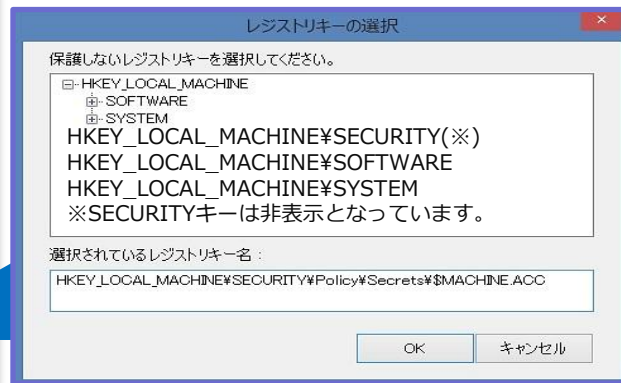 レジストリキーの選択
×
保護しないレジストリキーを選択してください。
HKEY_LOCAL_MACHINE
SOFTWARE
SYSTEM
HKEY_LOCAL_MACHINE¥SECURITY(※)
HKEY_LOCAL_MACHINE¥SOFTWARE
HKEY_LOCAL_MACHINE¥SYSTEM
※SECURITYキーは非表示となっています。
選択されているレジストリキー名：
HKEY_LOCAL_MACHINE¥SECURITY¥Policy¥Secrets¥$MACHINE.ACC
OK キャンセル